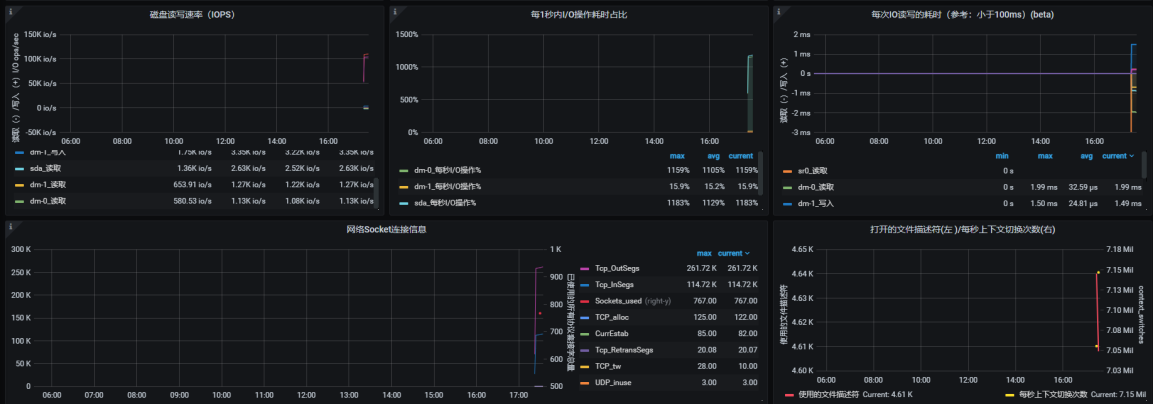 磁盘读写速率（IOPS）
读取（-）/写入（+）I/O ops/sec
150K io/s
100K io/s
50K io/s
0 io/s
-50K io/s
06:00 08:00 10:00 12:00 14:00 16:00
dm-1_写入 1.75K io/s 3.35K io/s 3.22K io/s 3.35K io/s
sda_读取 1.36K io/s 2.63K io/s 2.52K io/s 2.63K io/s
dm-1_读取 653.91 io/s 1.27K io/s 1.22K io/s 1.27K io/s
dm-0_读取 580.53 io/s 1.13K io/s 1.08K io/s 1.13K io/s
每1秒内I/O操作耗时占比
1500%
1000%
500%
0%
06:00 08:00 10:00 12:00 14:00 16:00
max avg current
dm-0_每秒I/O操作% 1159% 1105% 1159%
dm-1_每秒I/O操作% 15.9% 15.2% 15.9%
sda_每秒I/O操作% 1183% 1129% 1183%
每次IO读写的耗时（参考：小于100ms）(beta)
读取（-）/写入（+）
2 ms
1 ms
0 s
-1 ms
-2 ms
-3 ms
06:00 08:00 10:00 12:00 14:00 16:00
min max avg current
sr0_读取 0 s
dm-0_读取 0 s 1.99 ms 32.59 µs 1.99 ms
dm-1_写入 0 s 1.50 ms 24.81 µs 1.49 ms
网络Socket连接信息
300 K
250 K
200 K
150 K
100 K
50 K
0
1 K
900
800
700
600
500
已使用的所有协议套接字总量
06:00 07:00 08:00 09:00 10:00 11:00 12:00 13:00 14:00 15:00 16:00 17:00
max current
Tcp_OutSegs 261.72 K 261.72 K
Tcp_InSegs 114.72 K 114.72 K
Sockets_used (right-y) 767.00 767.00
TCP_alloc 125.00 122.00
CurrEstab 85.00 82.00
Tcp_RetransSegs 20.08 20.07
TCP_tw 28.00 10.00
UDP_inuse 3.00 3.00
打开的文件描述符(左 )/每秒上下文切换次数(右)
使用的文件描述符
4.65 K
4.64 K
4.63 K
4.62 K
4.61 K
4.60 K
7.18 Mil
7.15 Mil
7.13 Mil
7.10 Mil
7.08 Mil
7.05 Mil
7.03 Mil
context_switches
06:00 08:00 10:00 12:00 14:00 16:00
使用的文件描述符 Current: 4.61 K 每秒上下文切换次数 Current: 7.15 Mil